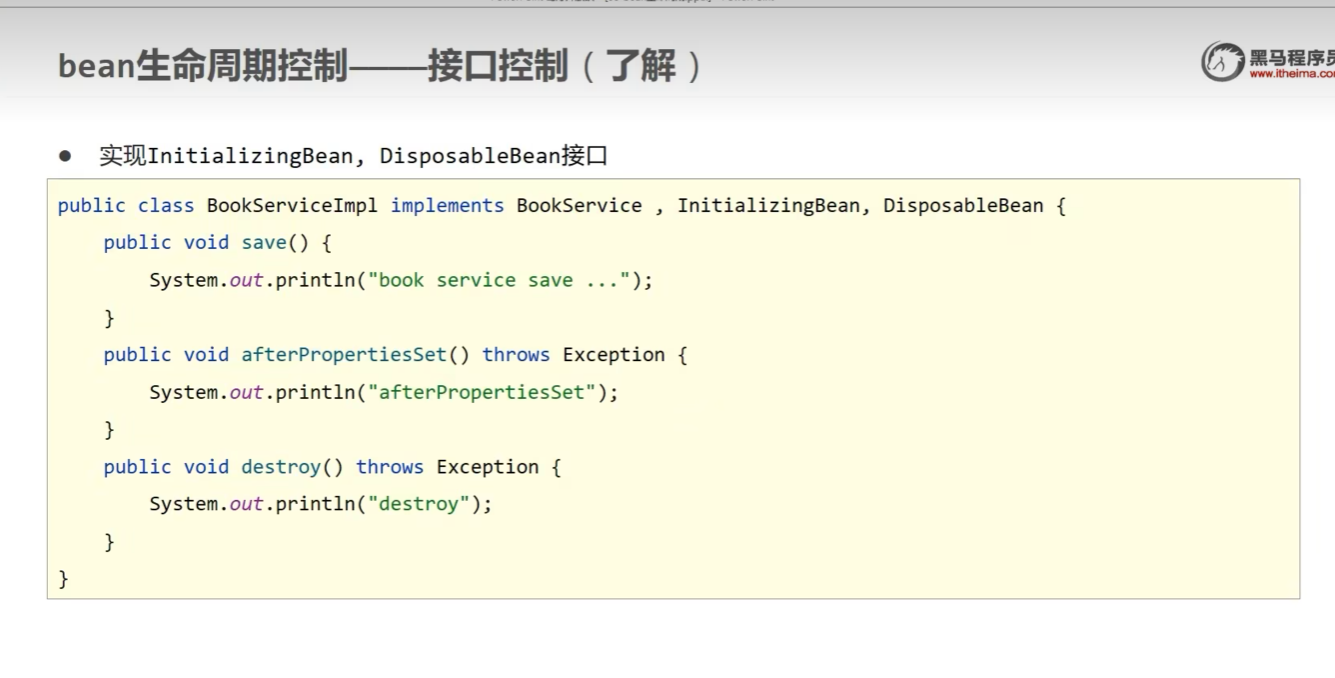 bean生命周期控制——接口控制（了解）
黑马程序员
www.itheima.com
● 实现InitializingBean, DisposableBean接口
public class BookServiceImpl implements BookService , InitializingBean, DisposableBean {
    public void save() {
        System.out.println("book service save ...");
    }
    public void afterPropertiesSet() throws Exception {
        System.out.println("afterPropertiesSet");
    }
    public void destroy() throws Exception {
        System.out.println("destroy");
    }
}